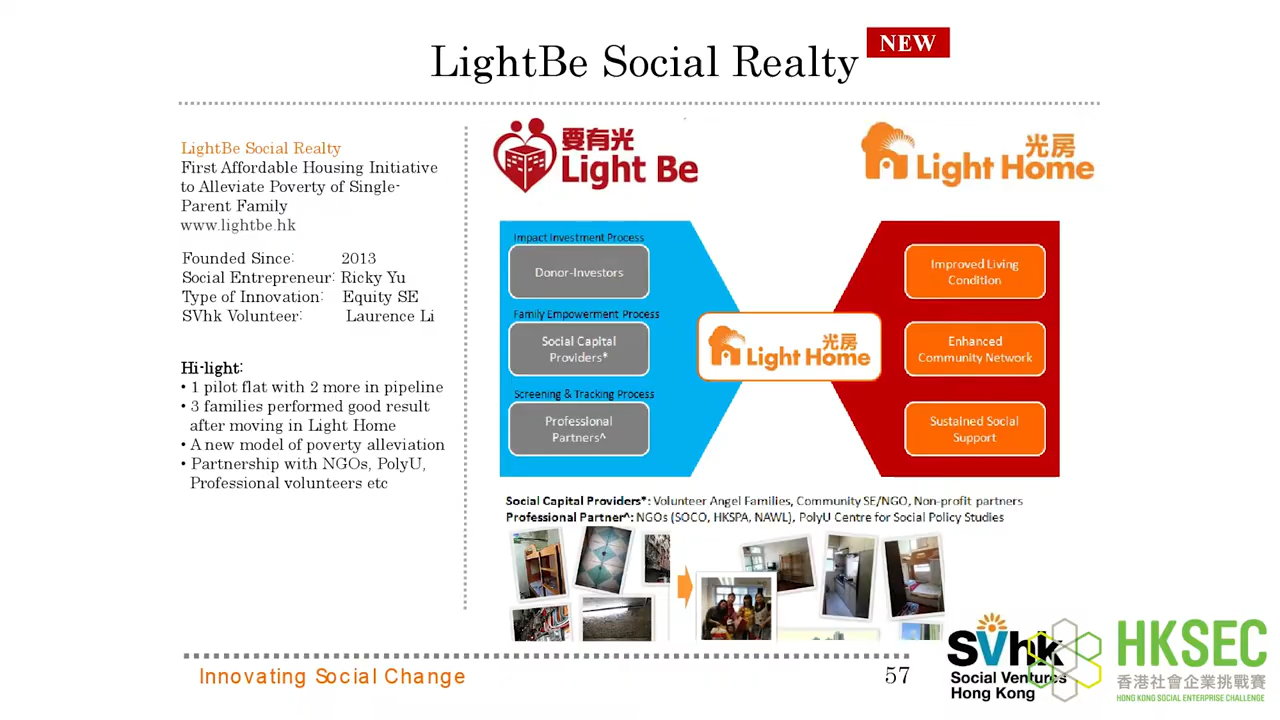 LightBe Social Realty
NEW
LightBe Social Realty
First Affordable Housing Initiative
to Alleviate Poverty of Single-
Parent Family
www.lightbe.hk
Founded Since: 2013
Social Entrepreneur: Ricky Yu
Type of Innovation: Equity SE
SVhk Volunteer: Laurence Li
Hi-light:
• 1 pilot flat with 2 more in pipeline
• 3 families performed good result
after moving in Light Home
• A new model of poverty alleviation
• Partnership with NGOs, PolyU,
Professional volunteers etc
要有光
Light Be
光房
Light Home
Impact Investment Process
Donor-Investors
Family Empowerment Process
Social Capital
Providers*
Screening & Tracking Process
Professional
Partners^
光房
Light Home
Improved Living
Condition
Enhanced
Community Network
Sustained Social
Support
Social Capital Providers*: Volunteer Angel Families, Community SE/NGO, Non-profit partners
Professional Partner^: NGOs (SOCO, HKSPA, NAWL), PolyU Centre for Social Policy Studies
Innovating Social Change
57
SVhk
Social Ventures
Hong Kong
HKSEC
香港社會企業挑戰賽
HONG KONG SOCIAL ENTERPRISE CHALLENGE